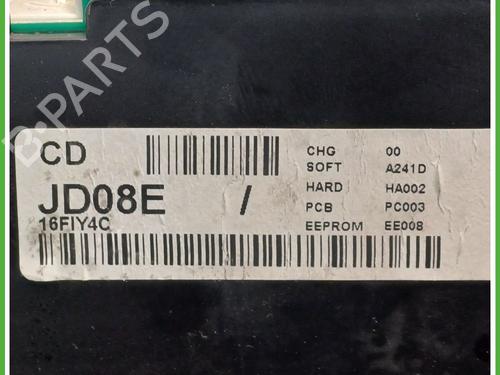 B-PARTS
CD
JD08E /
16FIY4C
CHG 00
SOFT A241D
HARD HA002
PCB PC003
EEPROM EE008